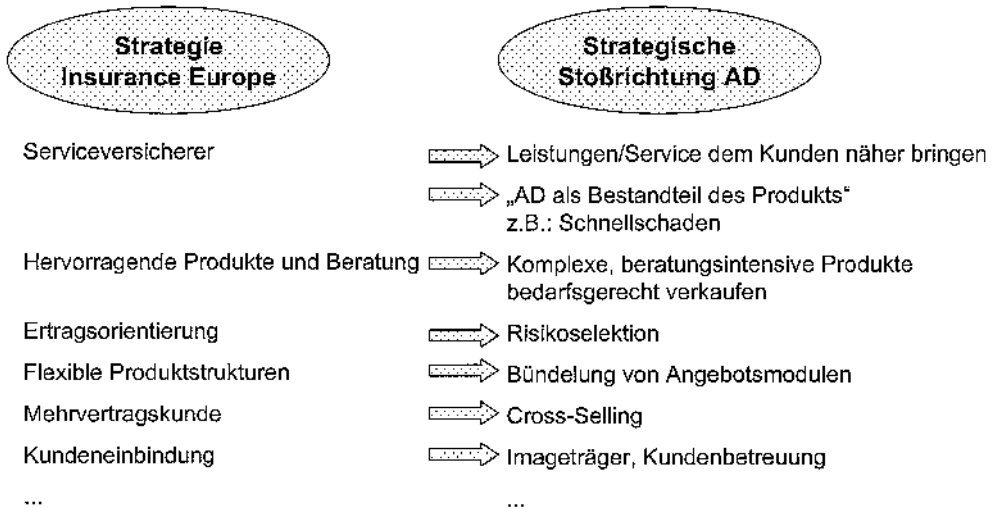 Strategie
Insurance Europe
Strategische
Stoßrichtung AD
Serviceversicherer
Leistungen/Service dem Kunden näher bringen
„AD als Bestandteil des Produkts“
z.B.: Schnellschaden
Hervorragende Produkte und Beratung
Komplexe, beratungsintensive Produkte
bedarfsgerecht verkaufen
Ertragsorientierung
Risikoselektion
Flexible Produktstrukturen
Bündelung von Angebotsmodulen
Mehrvertragskunde
Cross-Selling
Kundeneinbindung
Imageträger, Kundenbetreuung
...
...